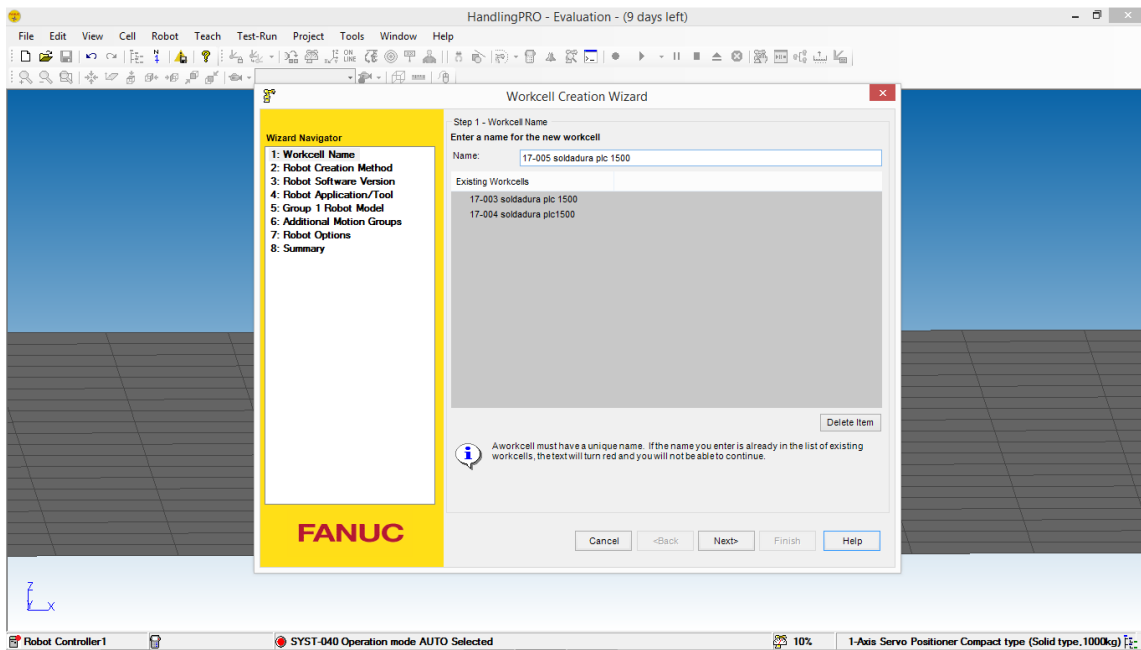 HandlingPRO - Evaluation - (9 days left)
File Edit View Cell Robot Teach Test-Run Project Tools Window Help
Workcell Creation Wizard
Wizard Navigator
1: Workcell Name
2: Robot Creation Method
3: Robot Software Version
4: Robot Application/Tool
5: Group 1 Robot Model
6: Additional Motion Groups
7: Robot Options
8: Summary
FANUC
Step 1 - Workcell Name
Enter a name for the new workcell
Name: 17-005 soldadura plc 1500
Existing Workcells
17-003 soldadura plc 1500
17-004 soldadura plc1500
Delete Item
A workcell must have a unique name. If the name you enter is already in the list of existing
workcells, the text will turn red and you will not be able to continue.
Cancel <Back Next> Finish Help
Z
Y X
Robot Controller1 SYST-040 Operation mode AUTO Selected 10% 1-Axis Servo Positioner Compact type (Solid type, 1000kg)